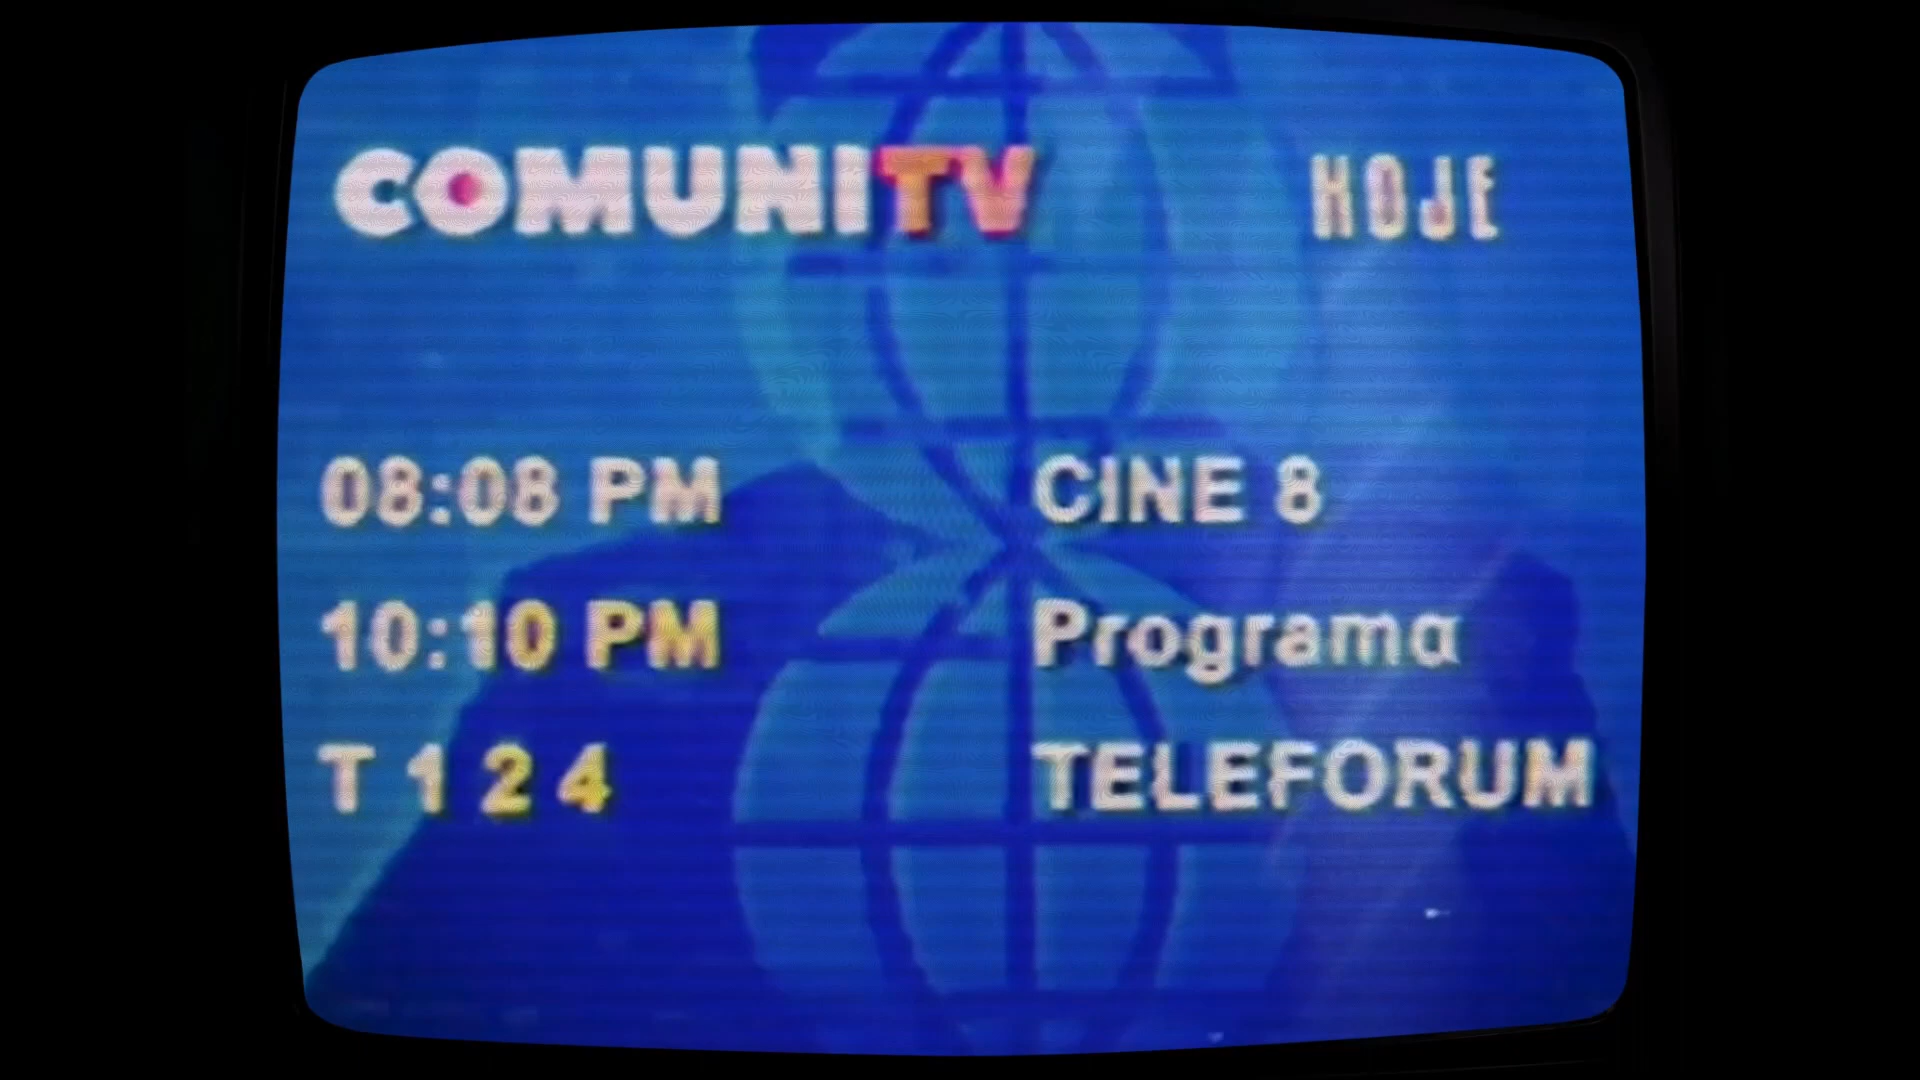 COMUNITV HOJE
08:08 PM CINE 8
10:10 PM Programa
T 1 2 4 TELEFORUM